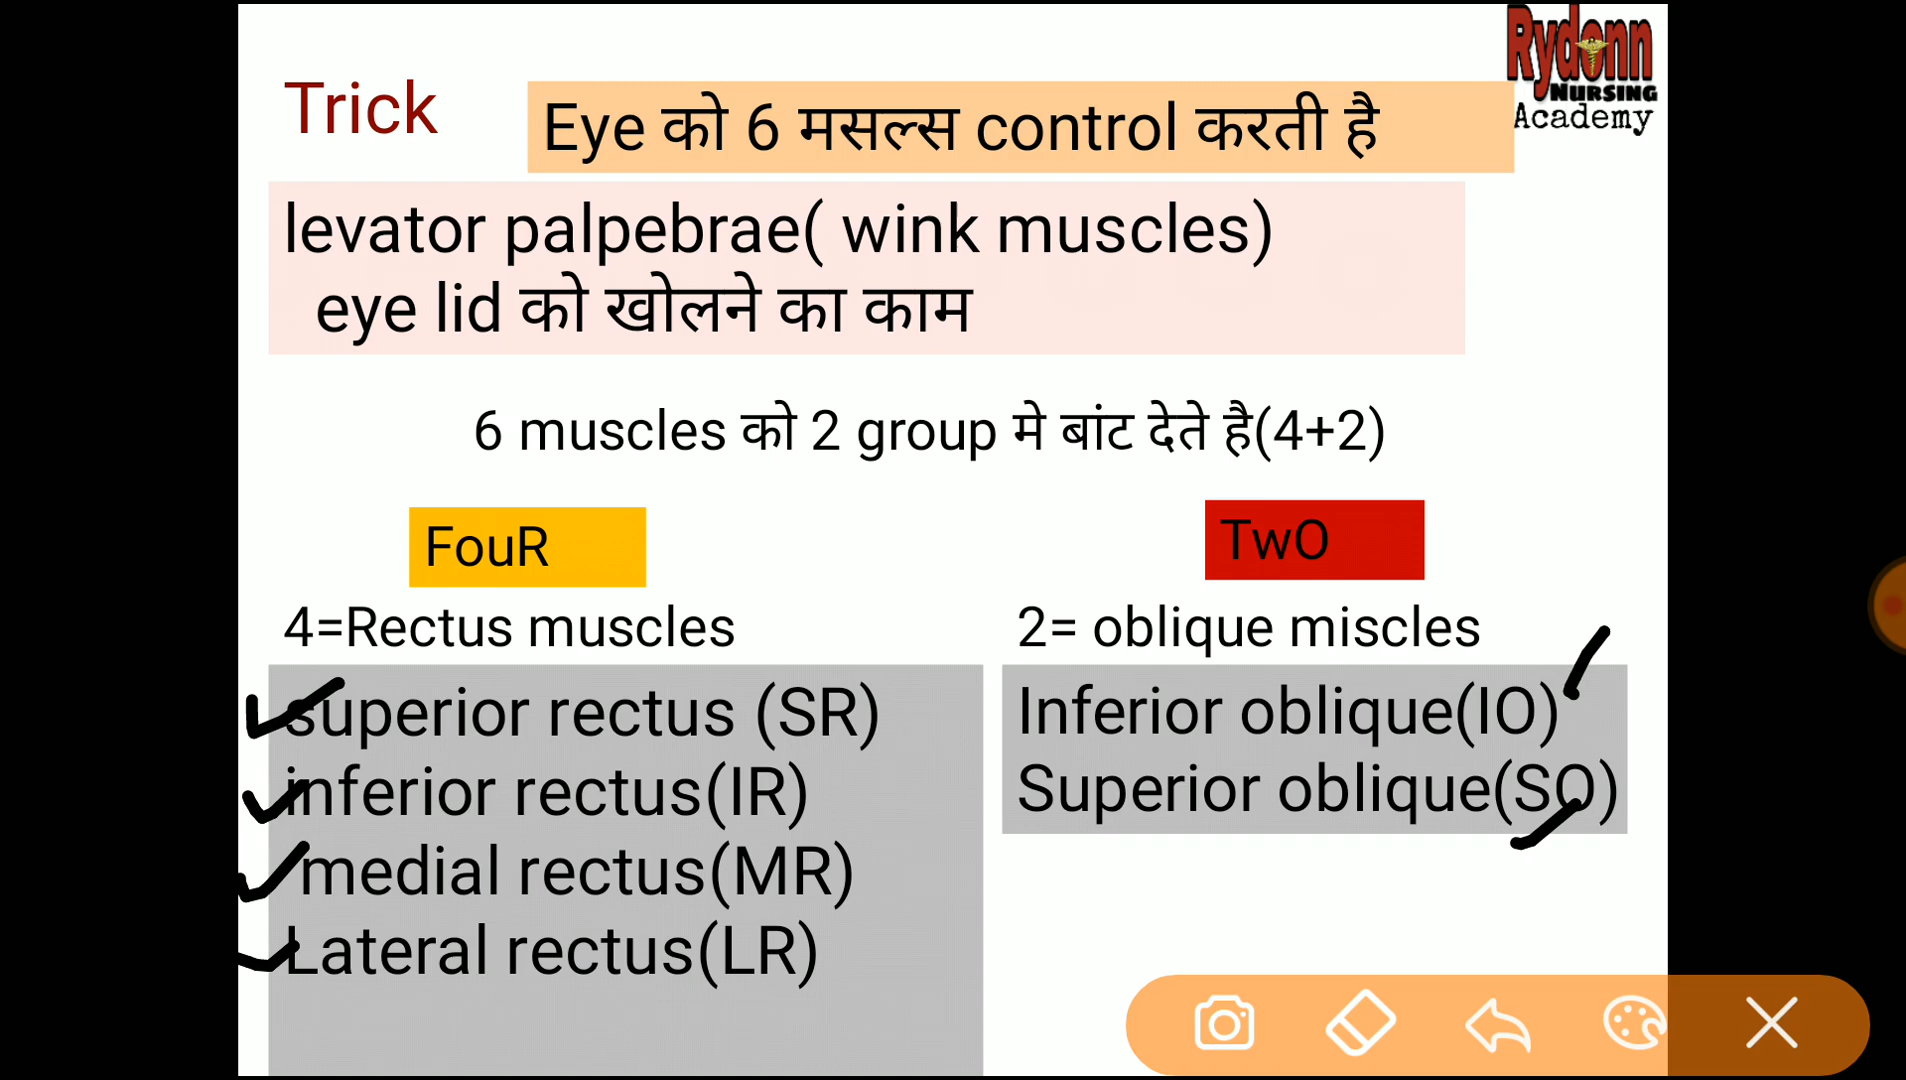 Rydonn
NURSING
Academy
Trick
Eye को 6 मसल्स control करती है
levator palpebrae( wink muscles)
eye lid को खोलने का काम
6 muscles को 2 group मे बांट देते है(4+2)
FouR
TwO
4=Rectus muscles
2= oblique miscles
superior rectus (SR)
inferior rectus(IR)
medial rectus(MR)
Lateral rectus(LR)
Inferior oblique(IO)
Superior oblique(SO)